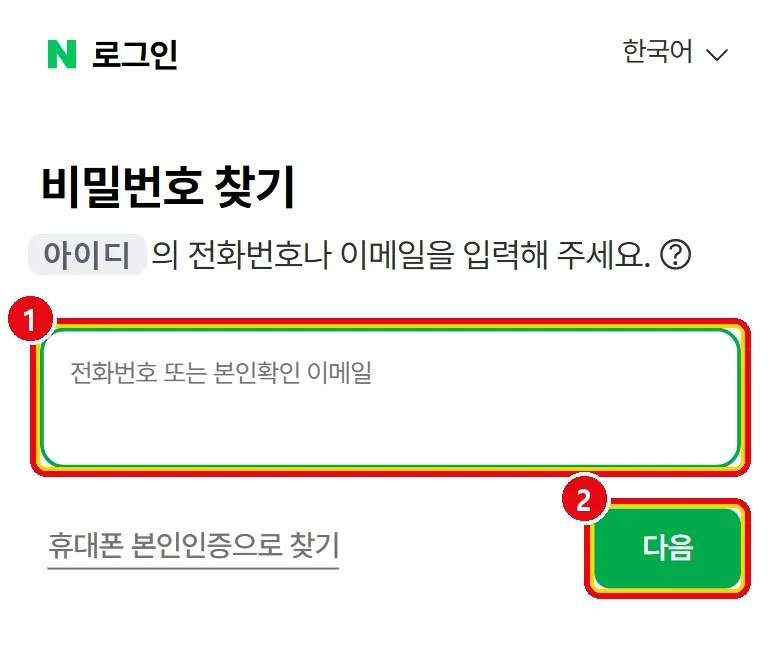 N 로그인 한국어
비밀번호 찾기
아이디 의 전화번호나 이메일을 입력해 주세요. ?
1
전화번호 또는 본인확인 이메일
2
휴대폰 본인인증으로 찾기 다음